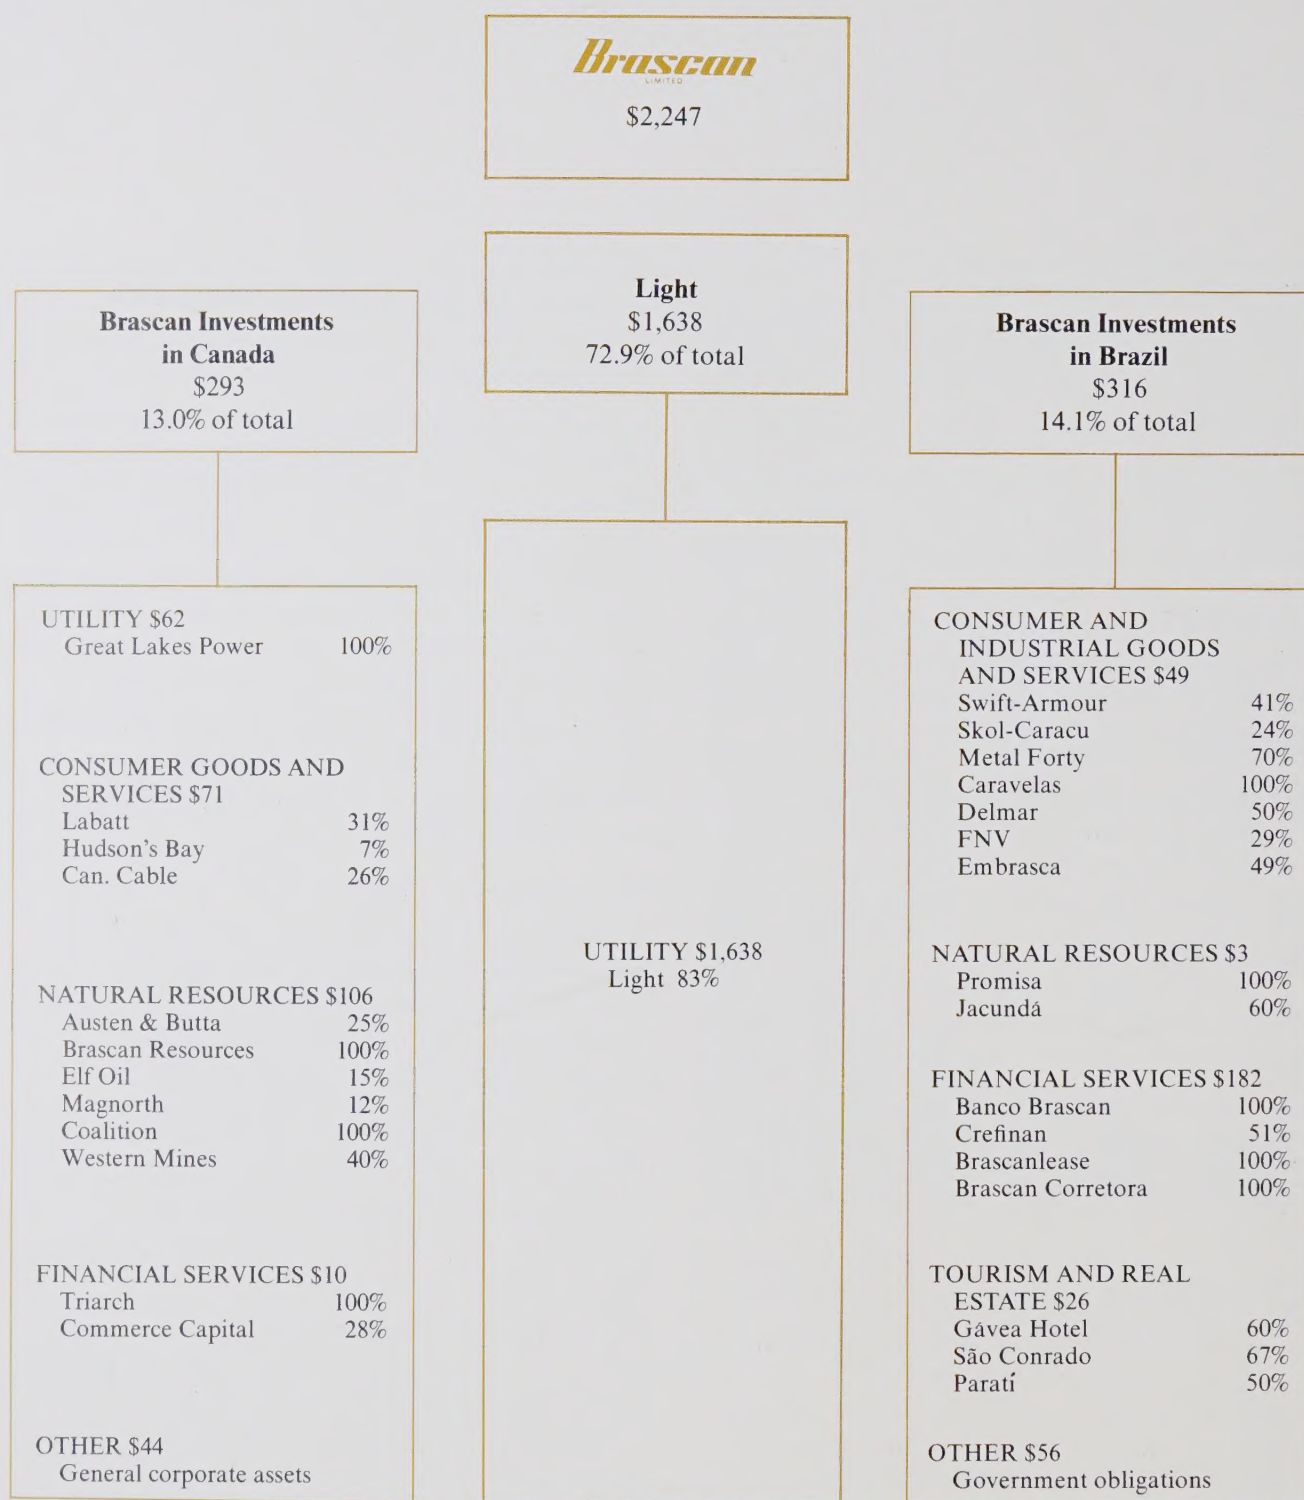 Brascan
LIMITED
$2,247
Light
$1,638
72.9% of total
Brascan Investments
in Canada
$293
13.0% of total
Brascan Investments
in Brazil
$316
14.1% of total
UTILITY $62
Great Lakes Power 100%
CONSUMER GOODS AND
SERVICES $71
Labatt 31%
Hudson's Bay 7%
Can. Cable 26%
NATURAL RESOURCES $106
Austen & Butta 25%
Brascan Resources 100%
Elf Oil 15%
Magnorth 12%
Coalition 100%
Western Mines 40%
FINANCIAL SERVICES $10
Triarch 100%
Commerce Capital 28%
OTHER $44
General corporate assets
UTILITY $1,638
Light 83%
CONSUMER AND
INDUSTRIAL GOODS
AND SERVICES $49
Swift-Armour 41%
Skol-Caracu 24%
Metal Forty 70%
Caravelas 100%
Delmar 50%
FNV 29%
Embrasca 49%
NATURAL RESOURCES $3
Promisa 100%
Jacundá 60%
FINANCIAL SERVICES $182
Banco Brascan 100%
Crefinan 51%
Brascanlease 100%
Brascan Corretora 100%
TOURISM AND REAL
ESTATE $26
Gávea Hotel 60%
São Conrado 67%
Paratí 50%
OTHER $56
Government obligations